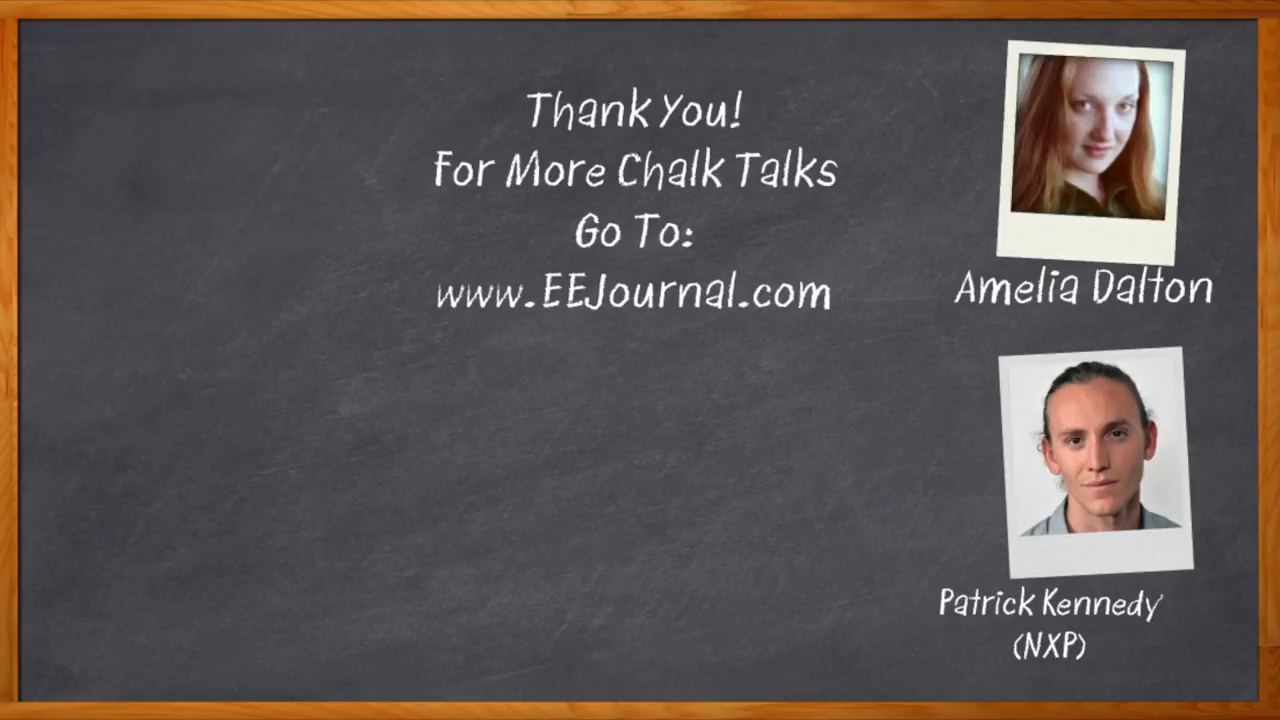 Thank You!
For More Chalk Talks
Go To:
www.EEJournal.com
Amelia Dalton
Patrick Kennedy
(NXP)